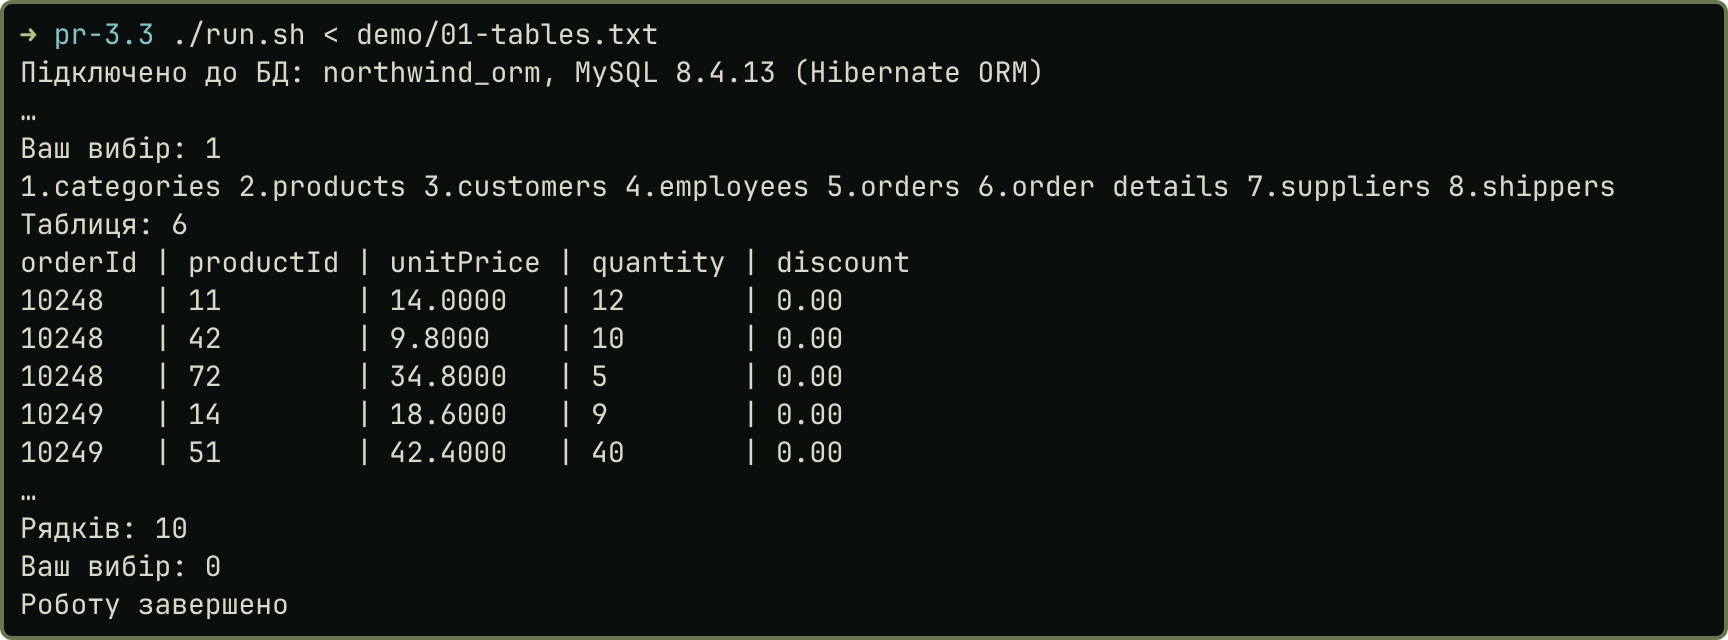 → pr-3.3 ./run.sh < demo/01-tables.txt
Підключено до БД: northwind_orm, MySQL 8.4.13 (Hibernate ORM)
…
Ваш вибір: 1
1.categories 2.products 3.customers 4.employees 5.orders 6.order details 7.suppliers 8.shippers
Таблиця: 6
orderId | productId | unitPrice | quantity | discount
10248   | 11        | 14.0000   | 12       | 0.00
10248   | 42        | 9.8000    | 10       | 0.00
10248   | 72        | 34.8000   | 5        | 0.00
10249   | 14        | 18.6000   | 9        | 0.00
10249   | 51        | 42.4000   | 40       | 0.00
…
Рядків: 10
Ваш вибір: 0
Роботу завершено